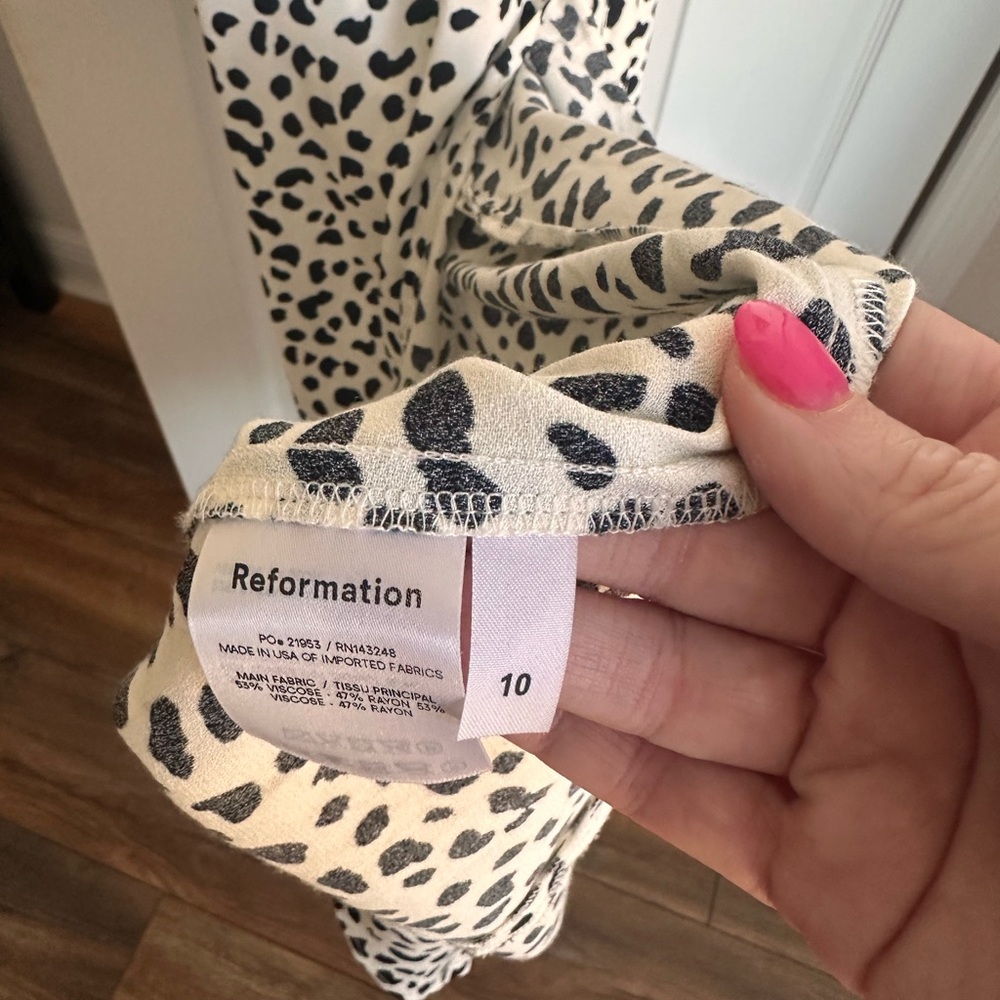 Reformation
PO# 21953 / RN143248
MADE IN USA OF IMPORTED FABRICS
MAIN FABRIC / TISSU PRINCIPAL
53% VISCOSE - 47% RAYON 53%
VISCOSE - 47% RAYON
10